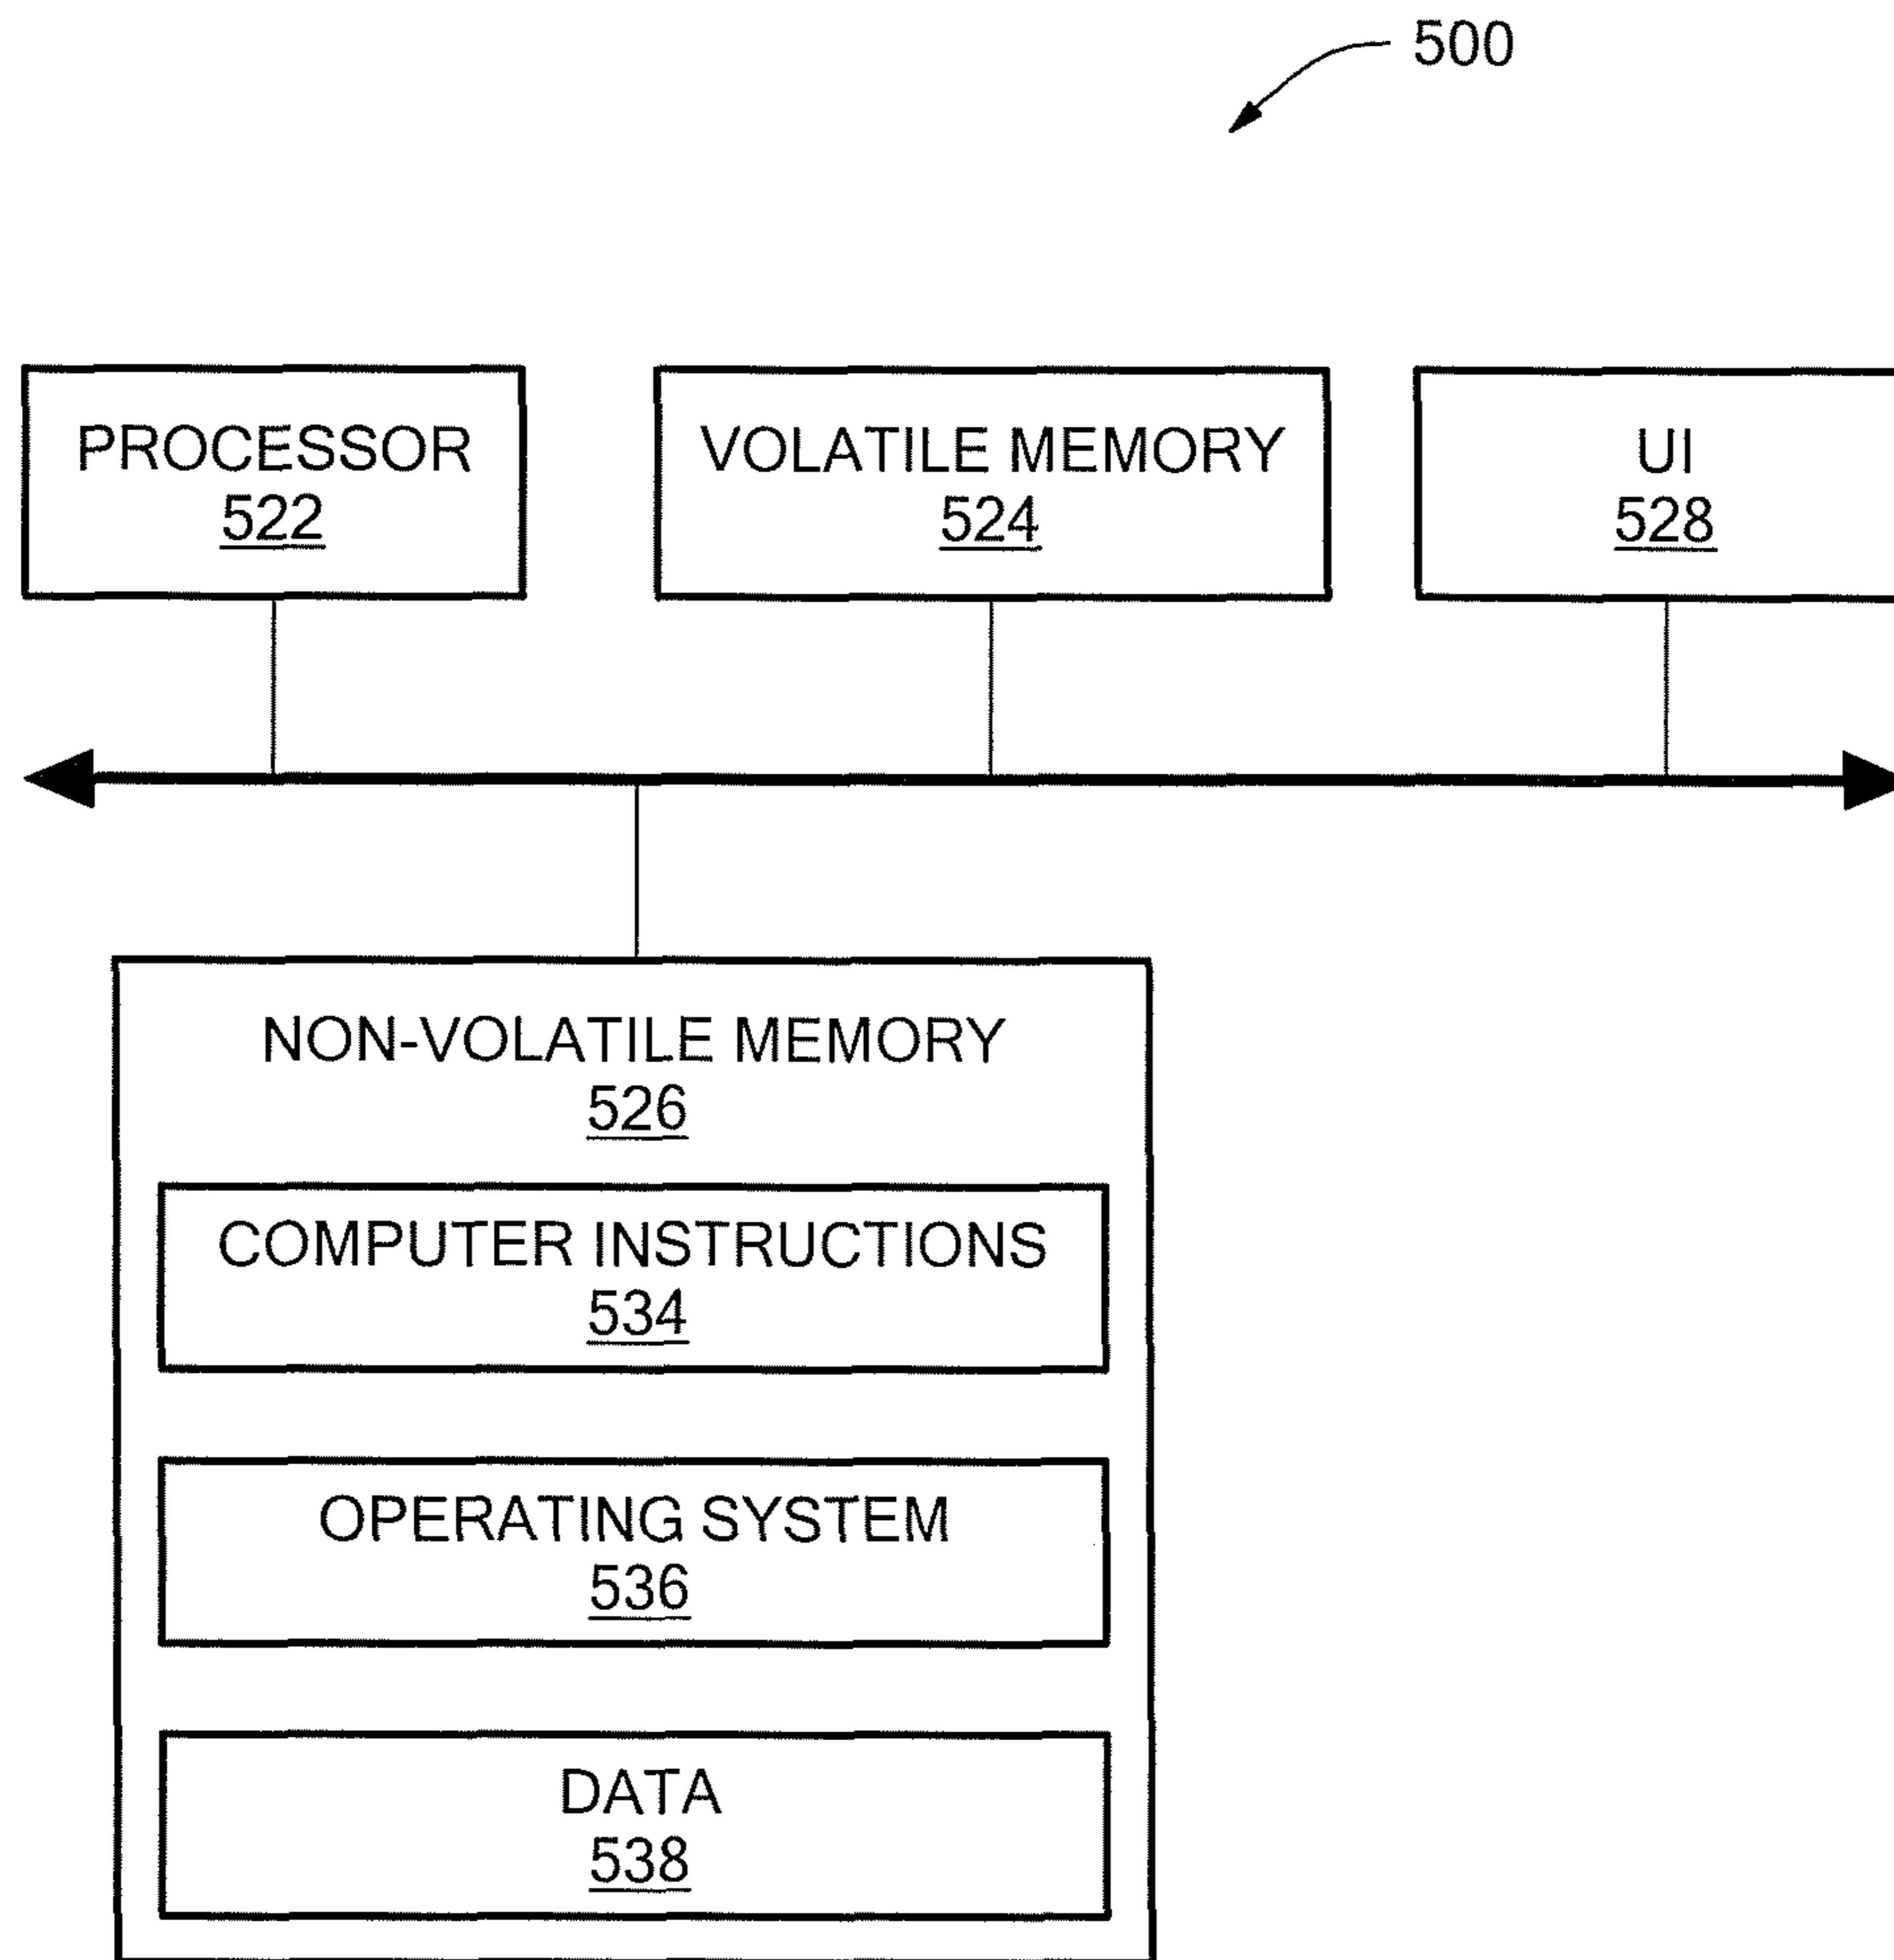 500
PROCESSOR
522
VOLATILE MEMORY
524
UI
528
NON-VOLATILE MEMORY
526
COMPUTER INSTRUCTIONS
534
OPERATING SYSTEM
536
DATA
538